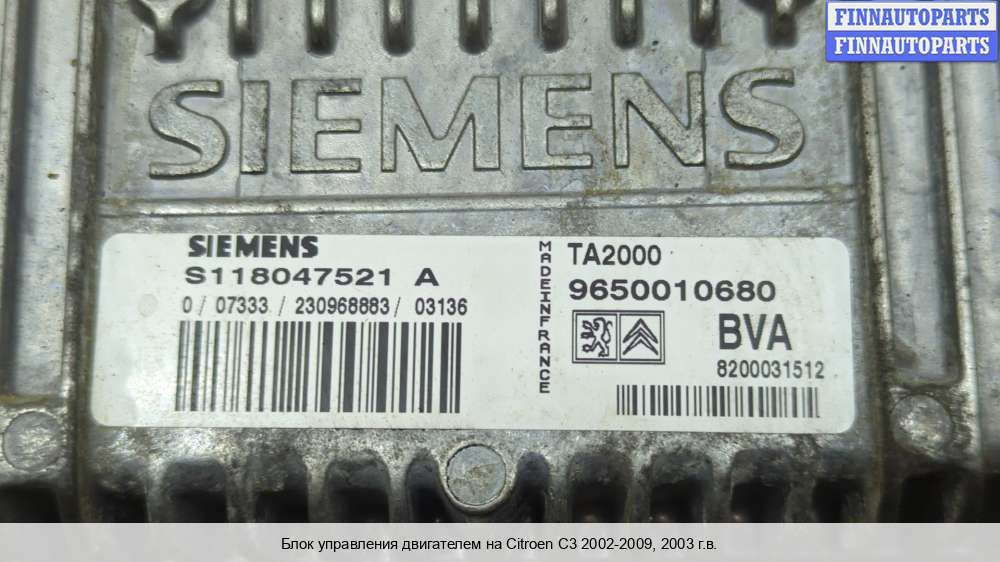 FINNAUTOPARTS
FINNAUTOPARTS
SIEMENS
SIEMENS
S118047521 A
0/ 07333 / 230968883/ 03136
MADEINFRANCE
TA2000
9650010680
BVA
8200031512
Блок управления двигателем на Citroen C3 2002-2009, 2003 г.в.